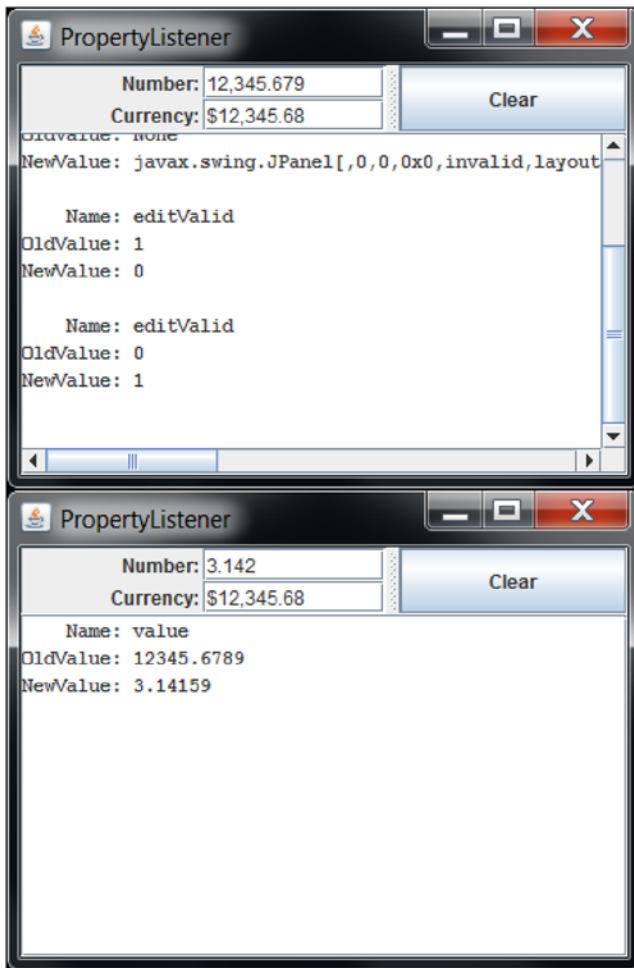 PropertyListener
Number: 12,345.679
Currency: $12,345.68
Clear
OldValue: None
NewValue: javax.swing.JPanel[,0,0,0x0,invalid,layout
Name: editValid
OldValue: 1
NewValue: 0
Name: editValid
OldValue: 0
NewValue: 1
PropertyListener
Number: 3.142
Currency: $12,345.68
Clear
Name: value
OldValue: 12345.6789
NewValue: 3.14159